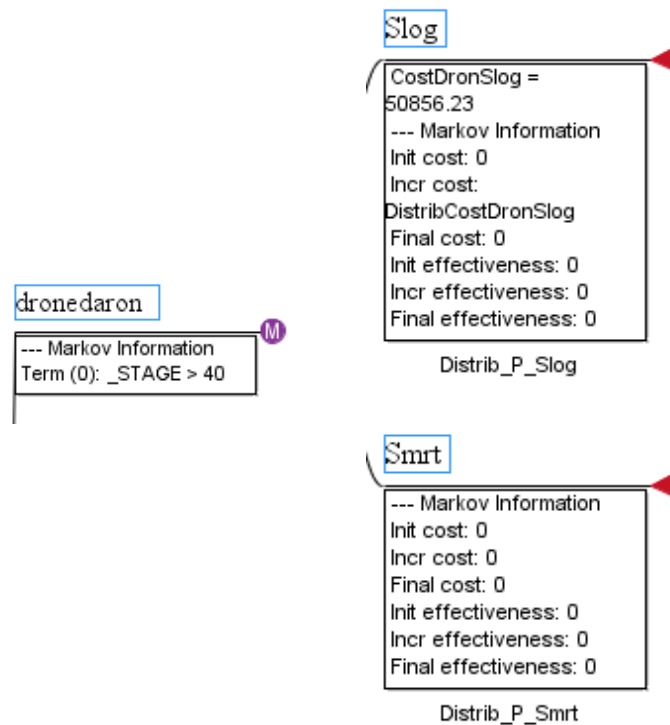 Slog
CostDronSlog =
50856.23
--- Markov Information
Init cost: 0
Incr cost:
DistribCostDronSlog
Final cost: 0
Init effectiveness: 0
Incr effectiveness: 0
Final effectiveness: 0
Distrib_P_Slog
dronedaron
M
--- Markov Information
Term (0): _STAGE > 40
Smrt
--- Markov Information
Init cost: 0
Incr cost: 0
Final cost: 0
Init effectiveness: 0
Incr effectiveness: 0
Final effectiveness: 0
Distrib_P_Smrt